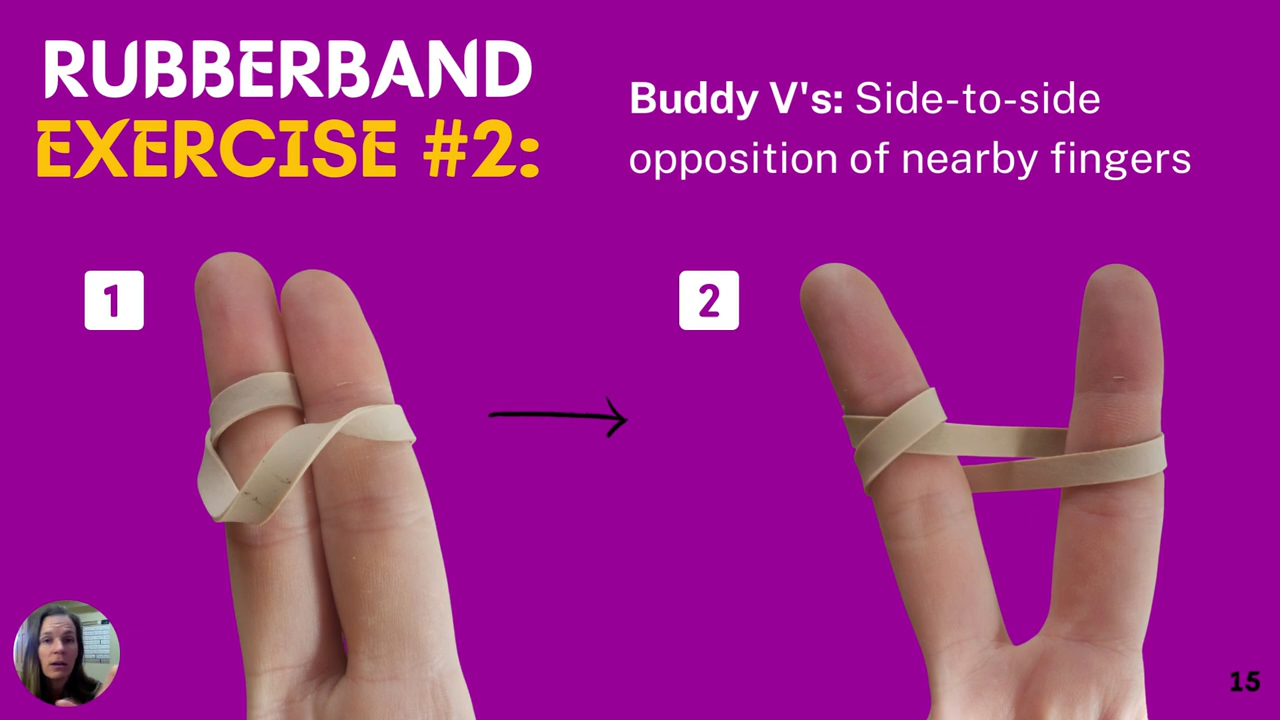 RUBBERBAND
EXERCISE #2:
Buddy V's: Side-to-side
opposition of nearby fingers
1
2
15